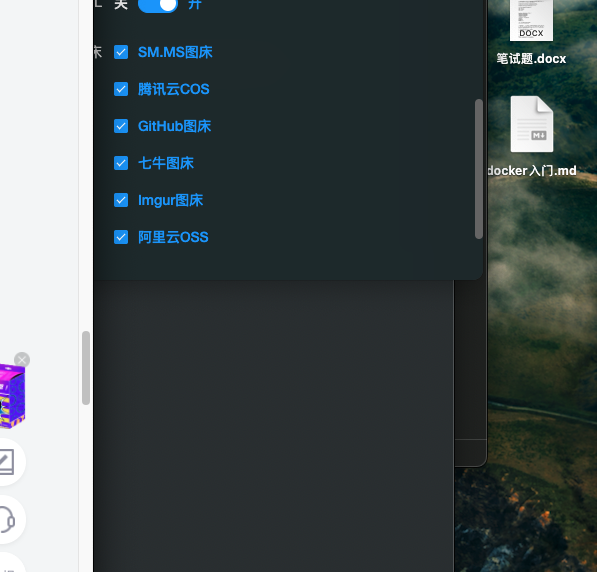 关 开
床
SM.MS图床
腾讯云COS
GitHub图床
七牛图床
Imgur图床
阿里云OSS
DOCX
笔试题.docx
docker入门.md